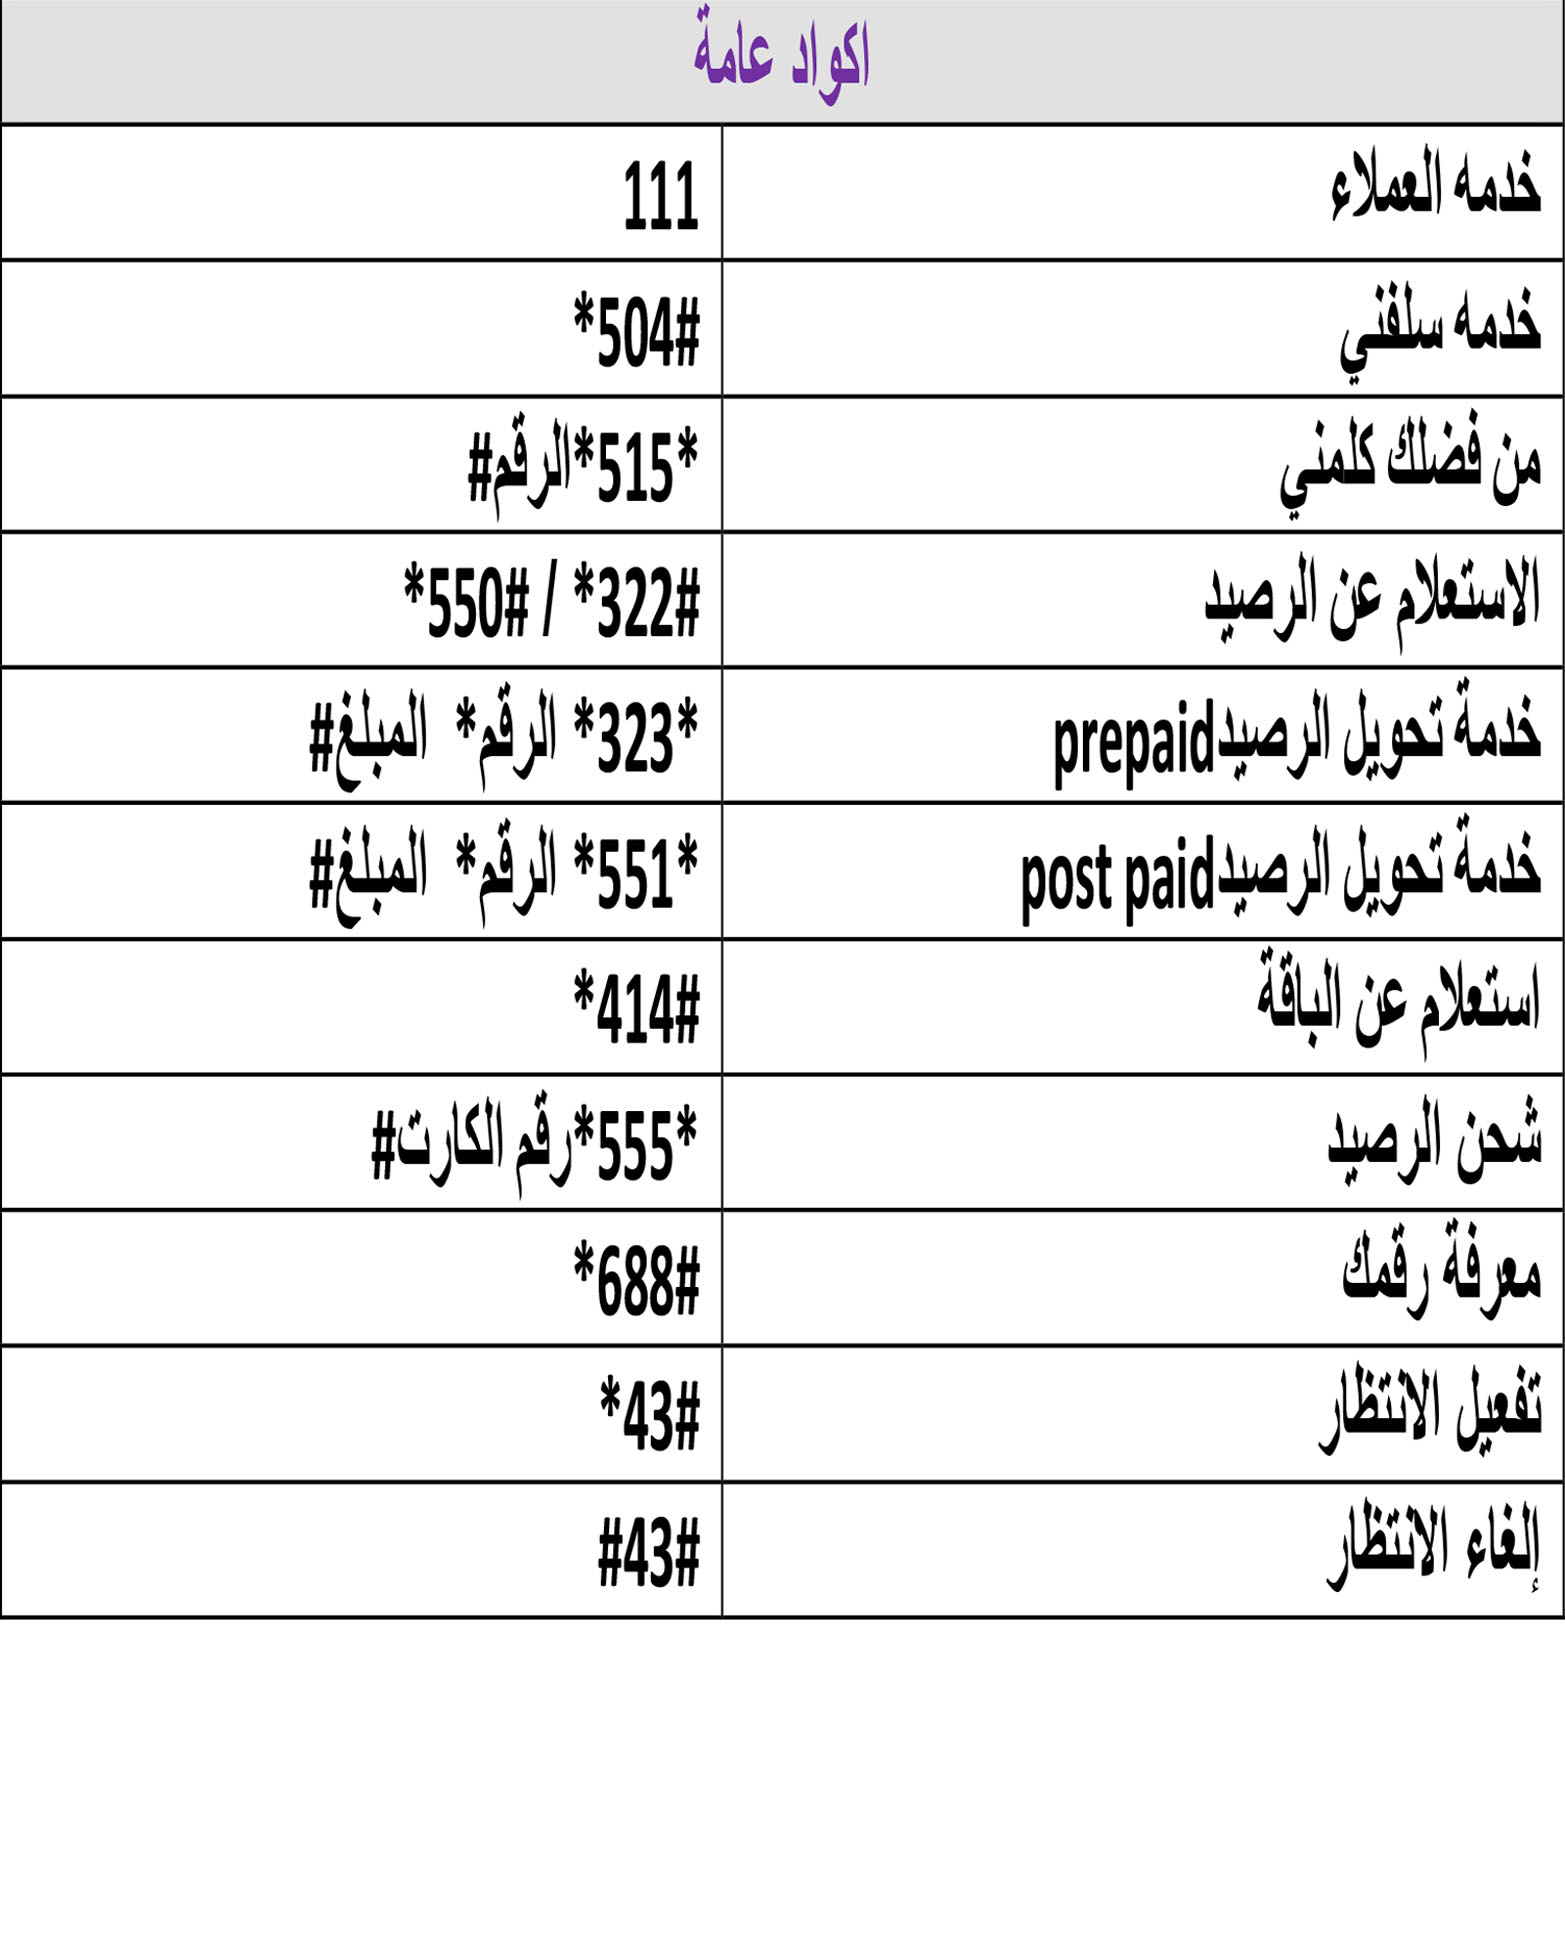 اكواد عامة
خدمه العملاء 111
خدمه سلفني *504#
من فضلك كلمني *515*الرقم#
الاستعلام عن الرصيد *322# / *550#
خدمة تحويل الرصيدprepaid *323* الرقم* المبلغ#
خدمة تحويل الرصيدpost paid *551* الرقم* المبلغ#
استعلام عن الباقة *414#
شحن الرصيد *555*رقم الكارت#
معرفة رقمك *688#
تفعيل الانتظار *43#
إلغاء الانتظار #43#